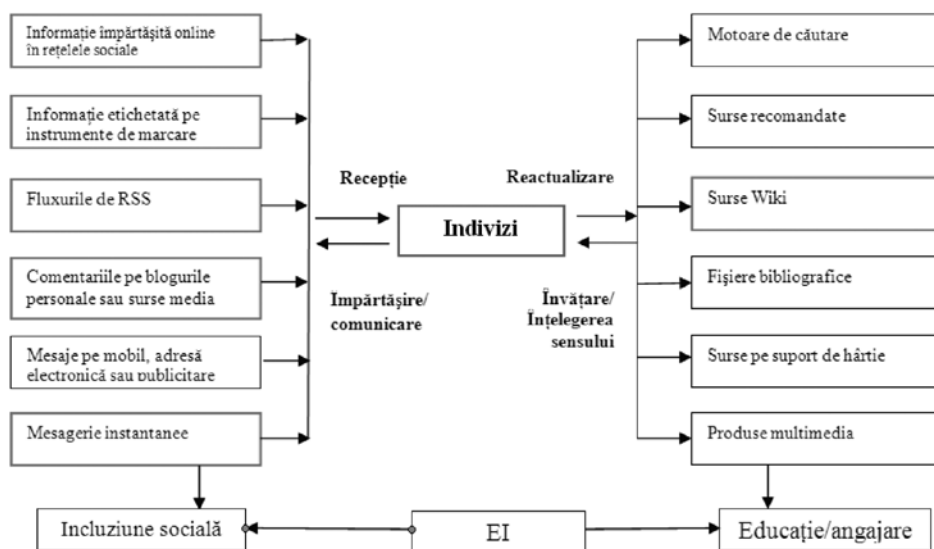 Informație împărtășită online
în rețelele sociale
Informație etichetată pe
instrumente de marcare
Fluxurile de RSS
Comentariile pe blogurile
personale sau surse media
Mesaje pe mobil, adresă
electronică sau publicitare
Mesagerie instantanee
Incluziune socială
Recepție
Împărtășire/
comunicare
Indivizi
EI
Reactualizare
Învățare/
Înțelegerea
sensului
Motoare de căutare
Surse recomandate
Surse Wiki
Fișiere bibliografice
Surse pe suport de hârtie
Produse multimedia
Educație/angajare